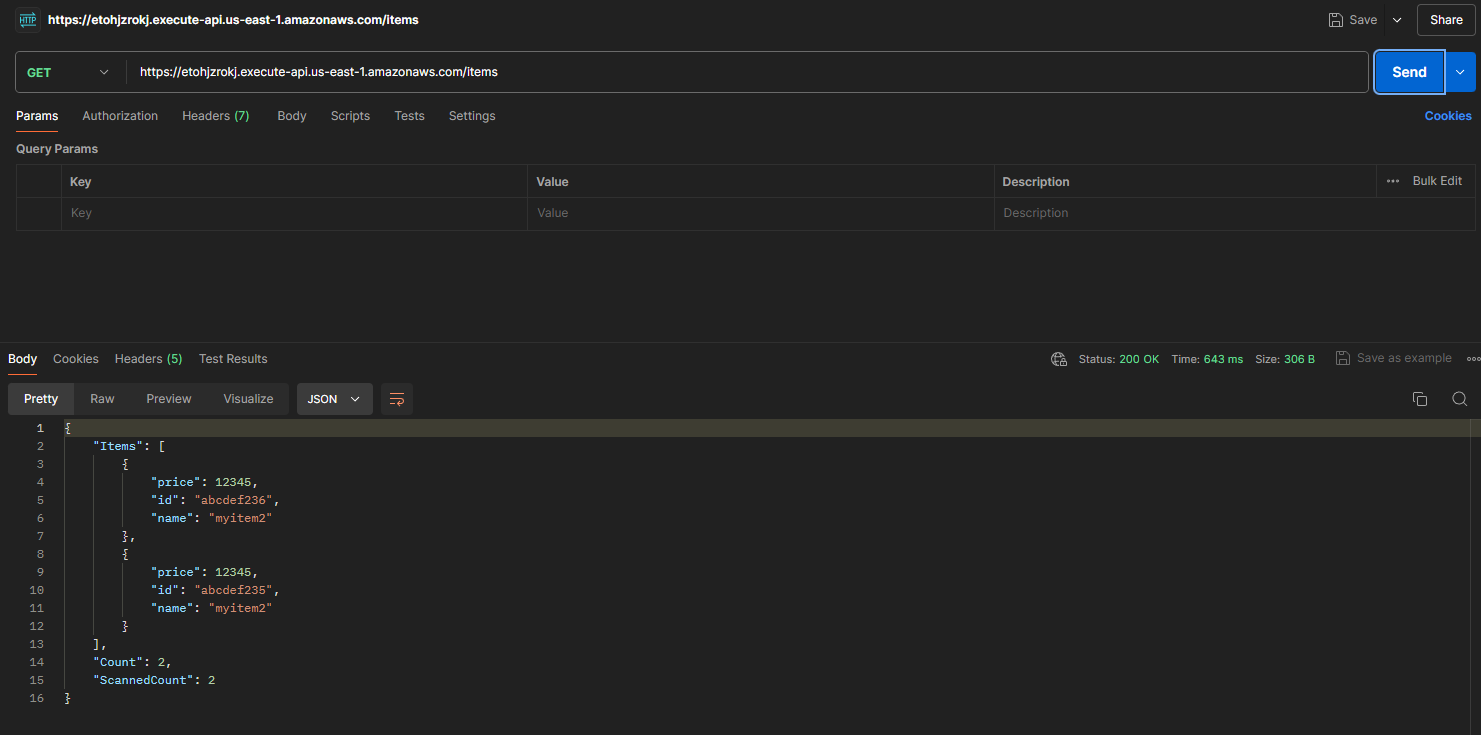 HTTP https://etohjzrokj.execute-api.us-east-1.amazonaws.com/items Save Share
GET https://etohjzrokj.execute-api.us-east-1.amazonaws.com/items Send
Params Authorization Headers (7) Body Scripts Tests Settings Cookies
Query Params
Key Value Description ••• Bulk Edit
Key Value Description
Body Cookies Headers (5) Test Results Status: 200 OK Time: 643 ms Size: 306 B Save as example
Pretty Raw Preview Visualize JSON
1 {
2 "Items": [
3 {
4 "price": 12345,
5 "id": "abcdef236",
6 "name": "myitem2"
7 },
8 {
9 "price": 12345,
10 "id": "abcdef235",
11 "name": "myitem2"
12 }
13 ],
14 "Count": 2,
15 "ScannedCount": 2
16 }